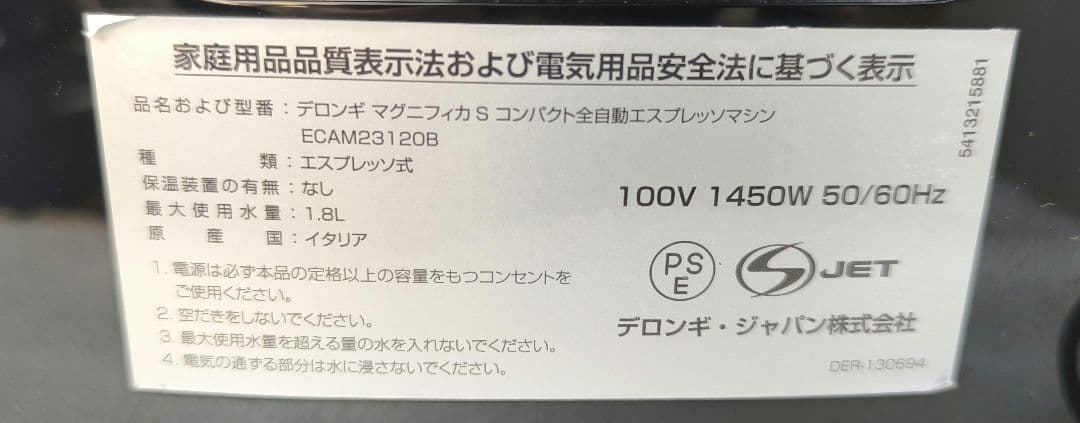 家庭用品品質表示法および電気用品安全法に基づく表示
品名および型番：デロンギ マグニフィカ S コンパクト全自動エスプレッソマシン
ECAM23120B
種類：エスプレッソ式
保温装置の有無：なし
最大使用水量：1.8L
原産国：イタリア
1. 電源は必ず本品の定格以上の容量をもつコンセントを
ご使用ください。
2. 空だきをしないでください。
3. 最大使用水量を超える量の水を入れないでください。
4. 電気の通ずる部分は水に浸さないでください。
100V 1450W 50/60Hz
PS
E
S JET
デロンギ・ジャパン株式会社
DER-130694
5413215881